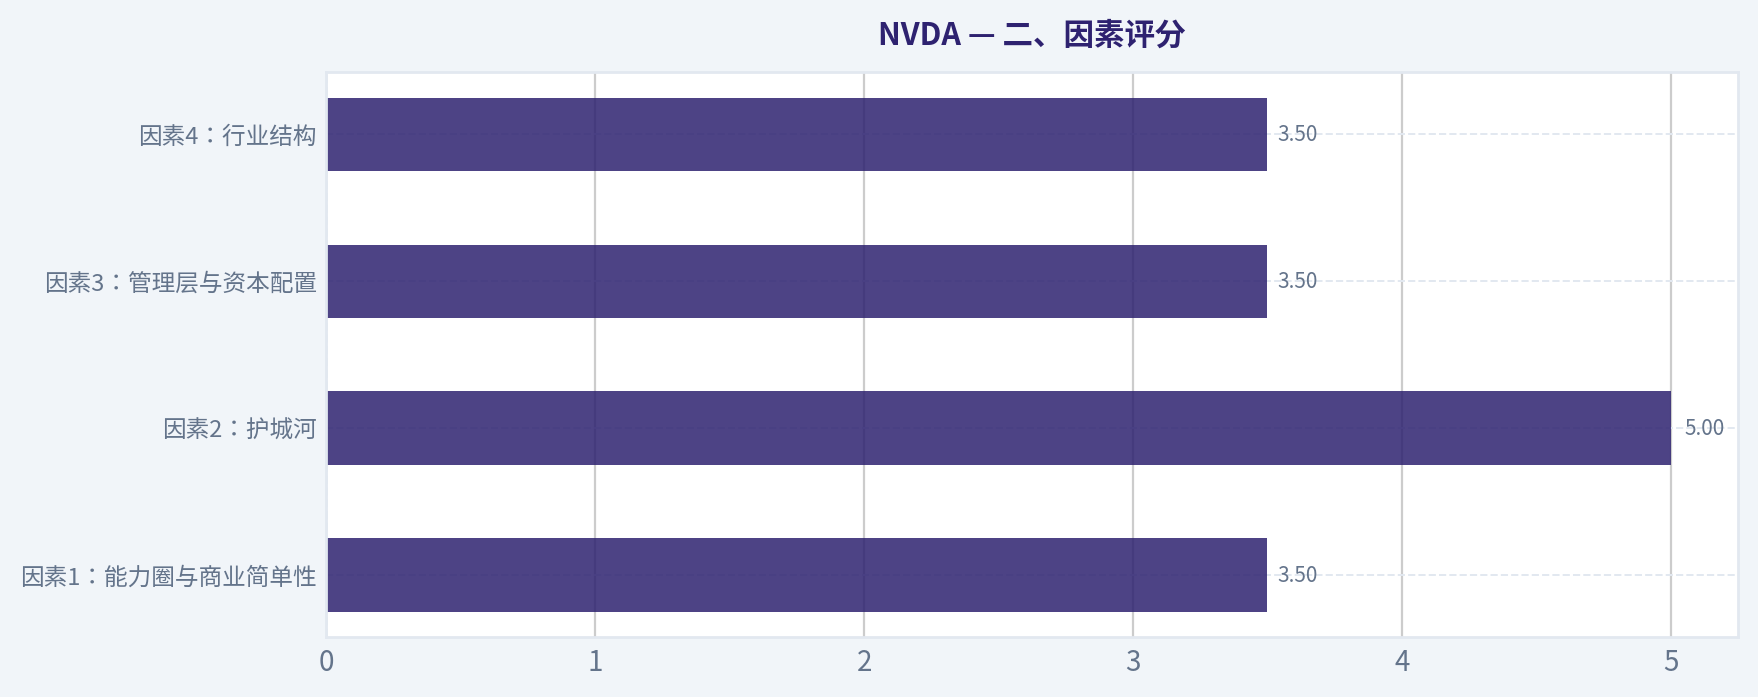 NVDA — 二、因素评分
因素4：行业结构
3.50
因素3：管理层与资本配置
3.50
因素2：护城河
5.00
因素1：能力圈与商业简单性
3.50
0 1 2 3 4 5